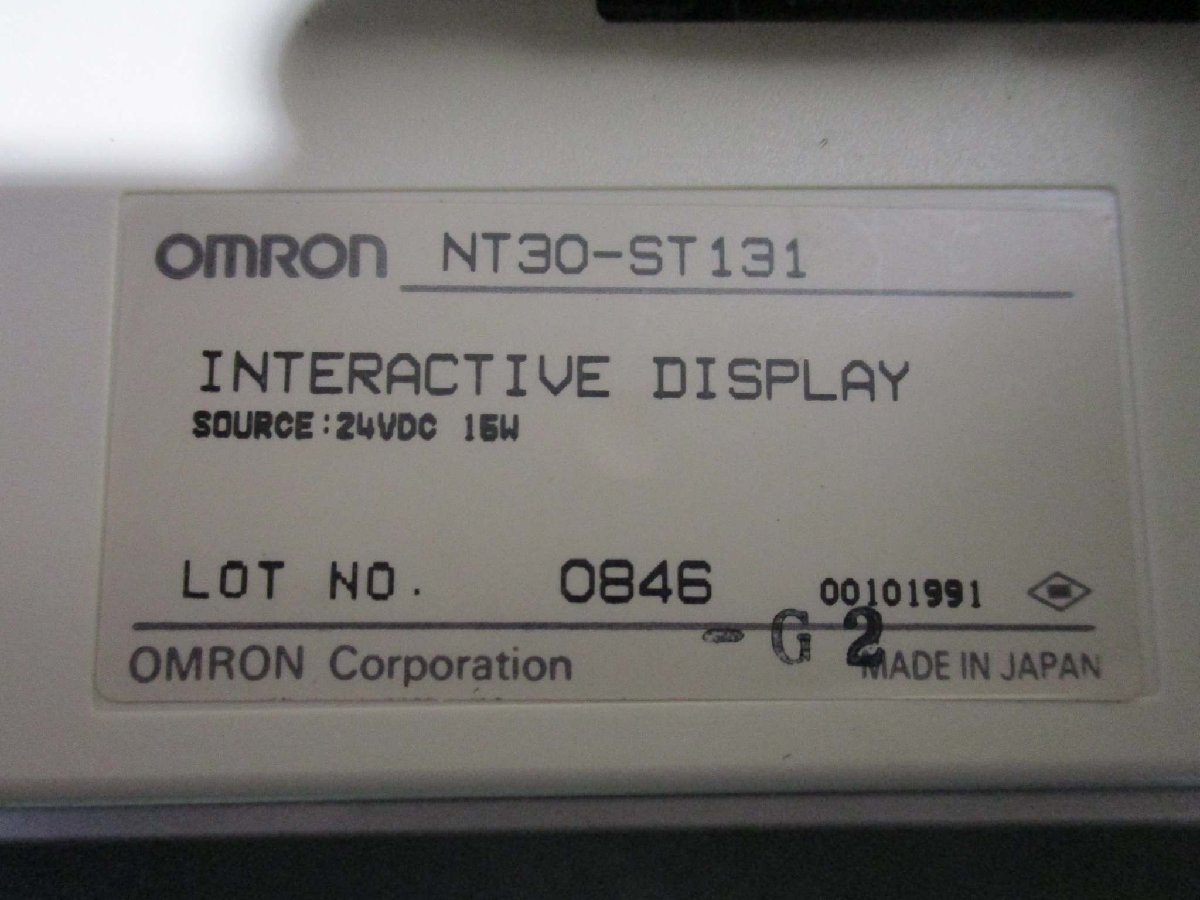 OMRON NT30-ST131
INTERACTIVE DISPLAY
SOURCE:24VDC 15W
LOT NO. 0846 00101991
- G 2
OMRON Corporation MADE IN JAPAN